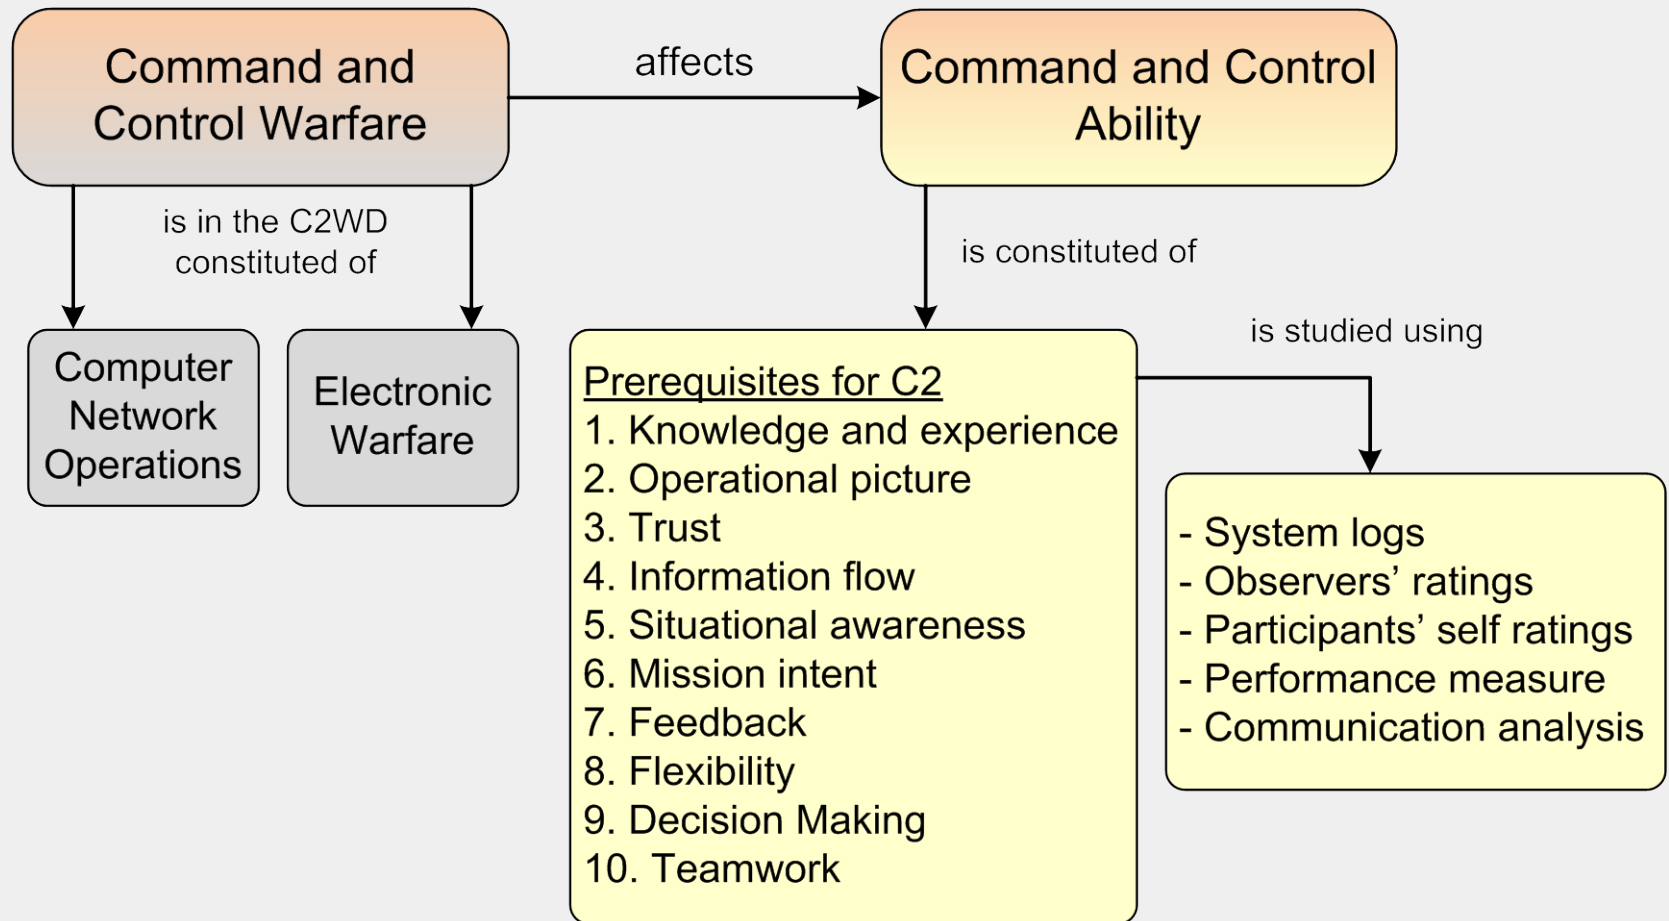 Command and
Control Warfare
affects
Command and Control
Ability
is in the C2WD
constituted of
is constituted of
Computer
Network
Operations
Electronic
Warfare
Prerequisites for C2
1. Knowledge and experience
2. Operational picture
3. Trust
4. Information flow
5. Situational awareness
6. Mission intent
7. Feedback
8. Flexibility
9. Decision Making
10. Teamwork
is studied using
- System logs
- Observers’ ratings
- Participants’ self ratings
- Performance measure
- Communication analysis